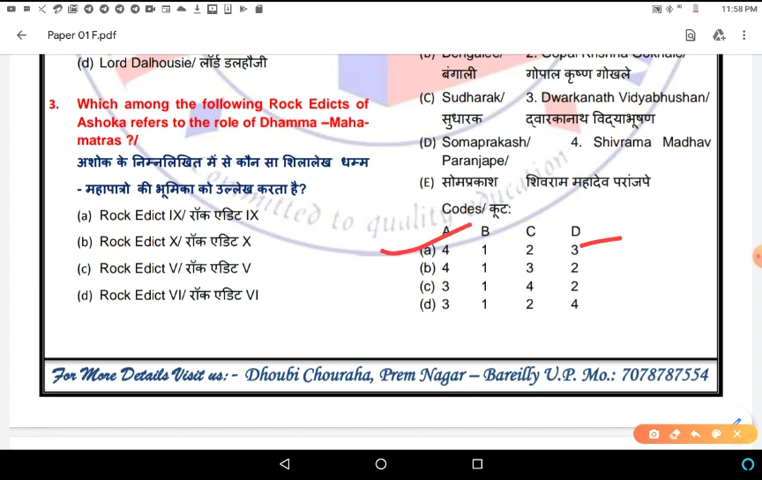 11:58 PM
Paper 01 F.pdf
(d) Lord Dalhousie/ लॉर्ड डलहौजी
3. Which among the following Rock Edicts of
Ashoka refers to the role of Dhamma –Maha-
matras ?/
अशोक के निम्नलिखित में से कौन सा शिलालेख धम्म
- महापात्रो की भूमिका को उल्लेख करता है?
(a) Rock Edict IX/ रॉक एडिट IX
(b) Rock Edict X/ रॉक एडिट X
(c) Rock Edict V/ रॉक एडिट V
(d) Rock Edict VI/ रॉक एडिट VI
बंगाली गोपाल कृष्ण गोखले
(C) Sudharak/ 3. Dwarkanath Vidyabhushan/
सुधारक द्वारकानाथ विद्याभूषण
(D) Somaprakash/ 4. Shivrama Madhav
Paranjape/
(E) सोमप्रकाश शिवराम महादेव परांजपे
Codes/ कूट:
A B C D
(a) 4 1 2 3
(b) 4 1 3 2
(c) 3 1 4 2
(d) 3 1 2 4
For More Details Visit us: - Dhoubi Chouraha, Prem Nagar – Bareilly U.P. Mo.: 7078787554